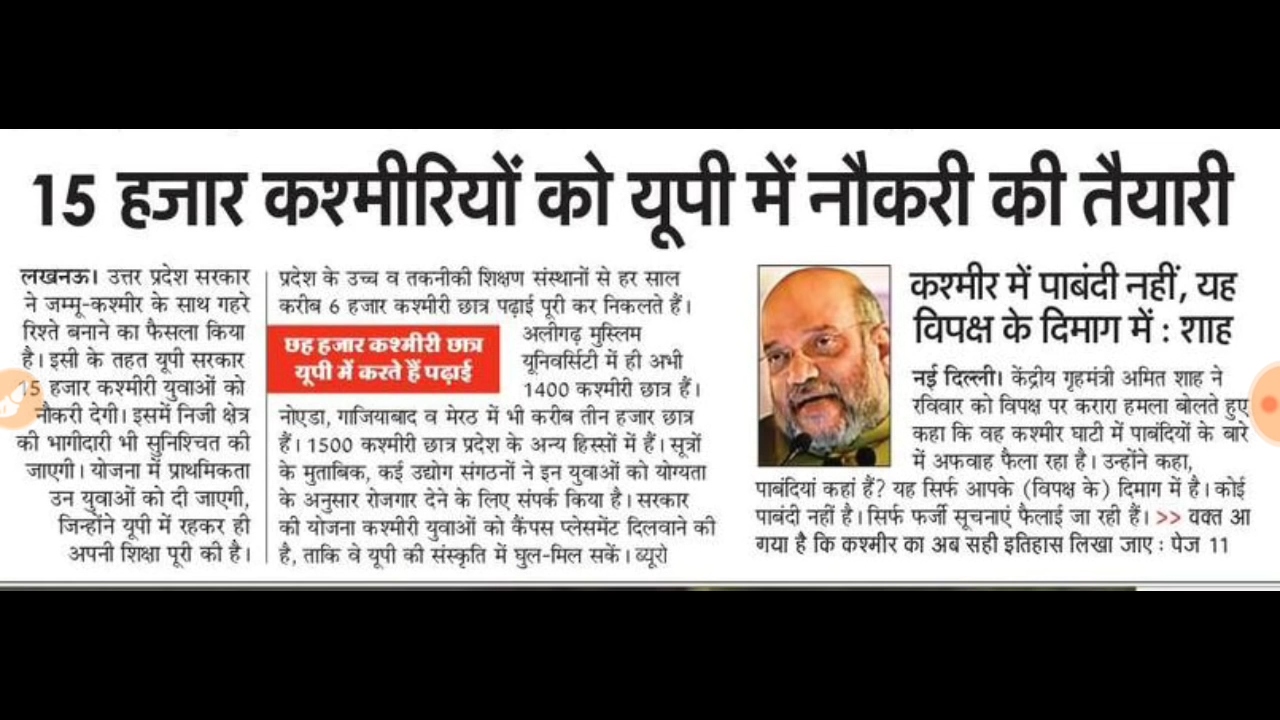 15 हजार कश्मीरियों को यूपी में नौकरी की तैयारी
लखनऊ। उत्तर प्रदेश सरकार
ने जम्मू-कश्मीर के साथ गहरे
रिश्ते बनाने का फैसला किया
है। इसी के तहत यूपी सरकार
15 हजार कश्मीरी युवाओं को
नौकरी देगी। इसमें निजी क्षेत्र
की भागीदारी भी सुनिश्चित की
जाएगी। योजना में प्राथमिकता
उन युवाओं को दी जाएगी,
जिन्होंने यूपी में रहकर ही
अपनी शिक्षा पूरी की है।
प्रदेश के उच्च व तकनीकी शिक्षण संस्थानों से हर साल
करीब 6 हजार कश्मीरी छात्र पढ़ाई पूरी कर निकलते हैं।
छह हजार कश्मीरी छात्र
यूपी में करते हैं पढ़ाई
अलीगढ़ मुस्लिम
यूनिवर्सिटी में ही अभी
1400 कश्मीरी छात्र हैं।
नोएडा, गाजियाबाद व मेरठ में भी करीब तीन हजार छात्र
हैं। 1500 कश्मीरी छात्र प्रदेश के अन्य हिस्सों में हैं। सूत्रों
के मुताबिक, कई उद्योग संगठनों ने इन युवाओं को योग्यता
के अनुसार रोजगार देने के लिए संपर्क किया है। सरकार
की योजना कश्मीरी युवाओं को कैंपस प्लेसमेंट दिलवाने की
है, ताकि वे यूपी की संस्कृति में घुल-मिल सकें। ब्यूरो
कश्मीर में पाबंदी नहीं, यह
विपक्ष के दिमाग में : शाह
नई दिल्ली। केंद्रीय गृहमंत्री अमित शाह ने
रविवार को विपक्ष पर करारा हमला बोलते हुए
कहा कि वह कश्मीर घाटी में पाबंदियों के बारे
में अफवाह फैला रहा है। उन्होंने कहा,
पाबंदियां कहां हैं? यह सिर्फ आपके (विपक्ष के) दिमाग में है। कोई
पाबंदी नहीं है। सिर्फ फर्जी सूचनाएं फैलाई जा रही हैं। >> वक्त आ
गया है कि कश्मीर का अब सही इतिहास लिखा जाए : पेज 11